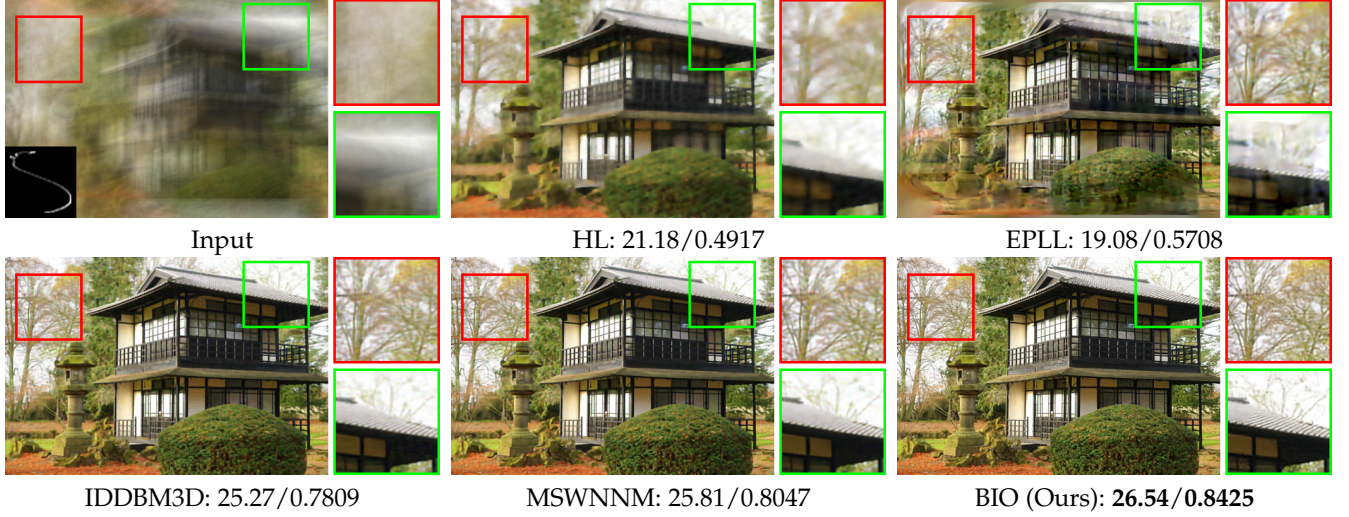 Input
HL: 21.18/0.4917
EPLL: 19.08/0.5708
IDDBM3D: 25.27/0.7809
MSWNNM: 25.81/0.8047
BIO (Ours): 26.54/0.8425